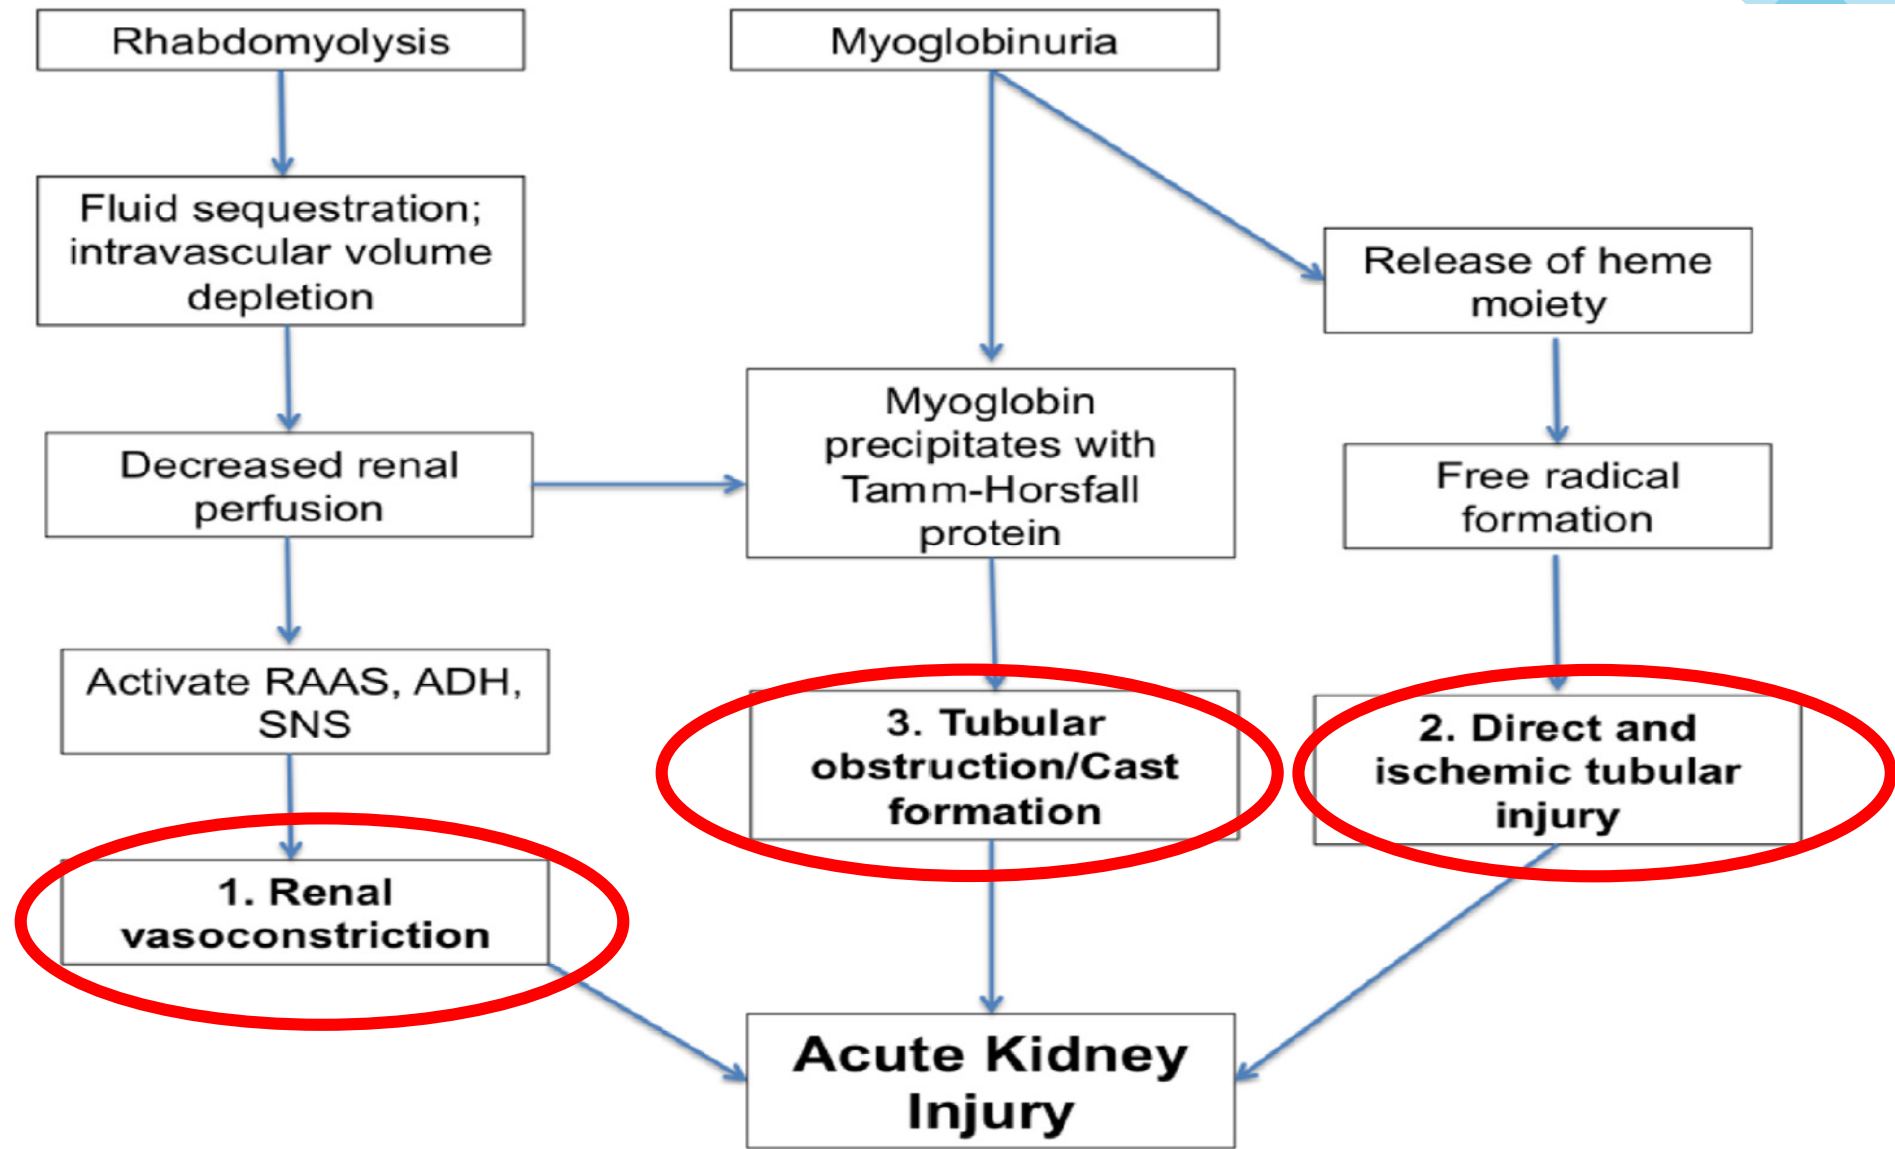 Rhabdomyolysis
Myoglobinuria
Fluid sequestration;
intravascular volume
depletion
Release of heme
moiety
Decreased renal
perfusion
Myoglobin
precipitates with
Tamm-Horsfall
protein
Free radical
formation
Activate RAAS, ADH,
SNS
3. Tubular
obstruction/Cast
formation
2. Direct and
ischemic tubular
injury
1. Renal
vasoconstriction
Acute Kidney
Injury